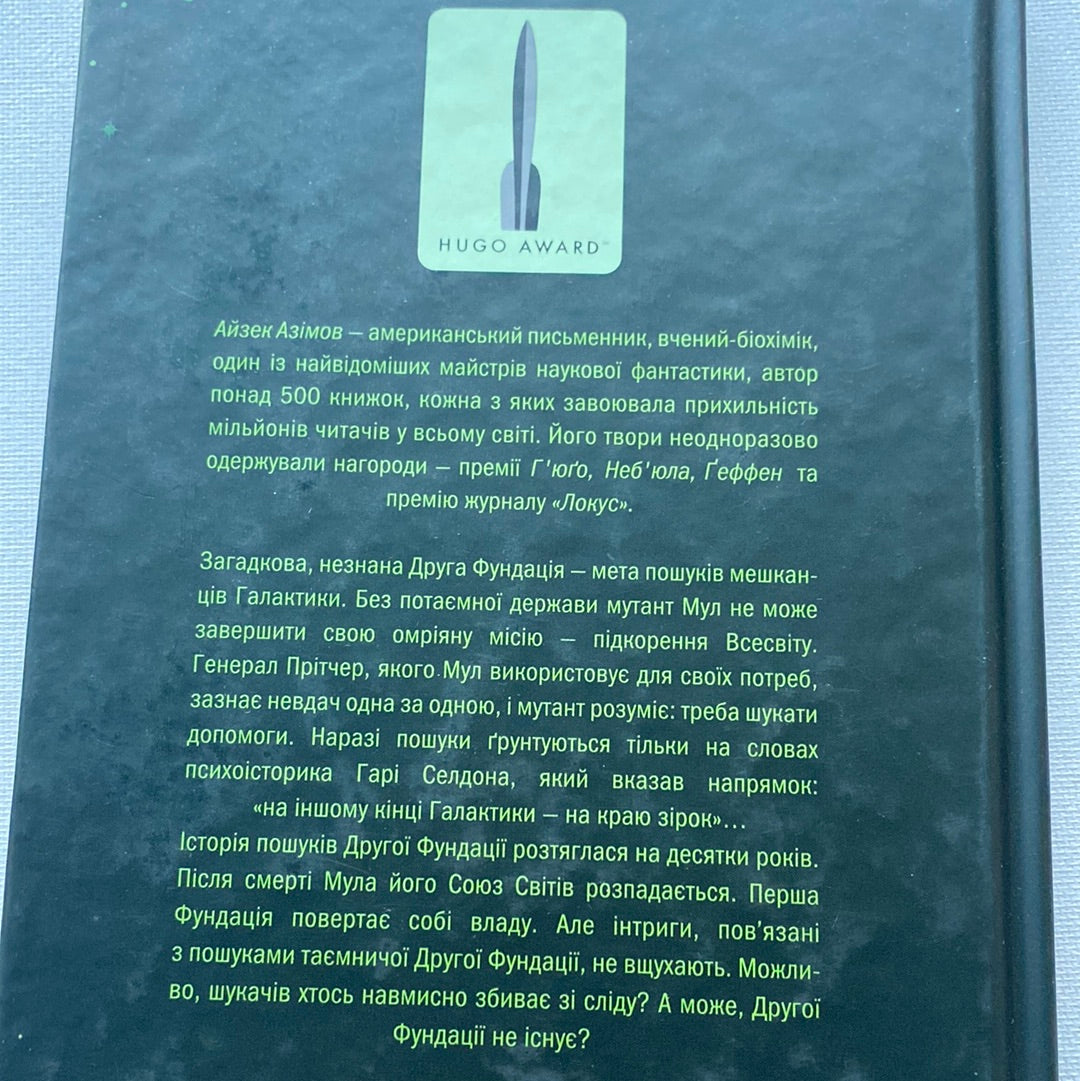 HUGO AWARD
Айзек Азімов — американський письменник, вчений-біохімік,
один із найвідоміших майстрів наукової фантастики, автор
понад 500 книжок, кожна з яких завоювала прихильність
мільйонів читачів у всьому світі. Його твори неодноразово
одержували нагороди — премії Г'юґо, Неб'юла, Ґеффен та
премію журналу «Локус».
Загадкова, незнана Друга Фундація — мета пошуків мешкан-
ців Галактики. Без потаємної держави мутант Мул не може
завершити свою омріяну місію — підкорення Всесвіту.
Генерал Прітчер, якого Мул використовує для своїх потреб,
зазнає невдач одна за одною, і мутант розуміє: треба шукати
допомоги. Наразі пошуки ґрунтуються тільки на словах
психоісторика Гарі Селдона, який вказав напрямок:
«на іншому кінці Галактики — на краю зірок»...
Історія пошуків Другої Фундації розтяглася на десятки років.
Після смерті Мула його Союз Світів розпадається. Перша
Фундація повертає собі владу. Але інтриги, пов’язані
з пошуками таємничої Другої Фундації, не вщухають. Можли-
во, шукачів хтось навмисно збиває зі сліду? А може, Другої
Фундації не існує?